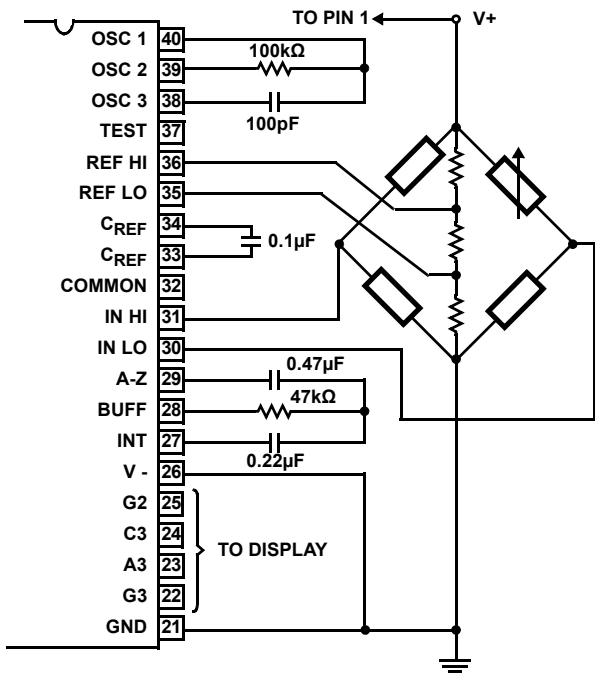 TO PIN 1 V+
OSC 1 40
100kΩ
OSC 2 39
OSC 3 38
100pF
TEST 37
REF HI 36
REF LO 35
CREF 34
0.1µF
CREF 33
COMMON 32
IN HI 31
IN LO 30
0.47µF
A-Z 29
47kΩ
BUFF 28
INT 27
0.22µF
V - 26
G2 25
C3 24
TO DISPLAY
A3 23
G3 22
GND 21